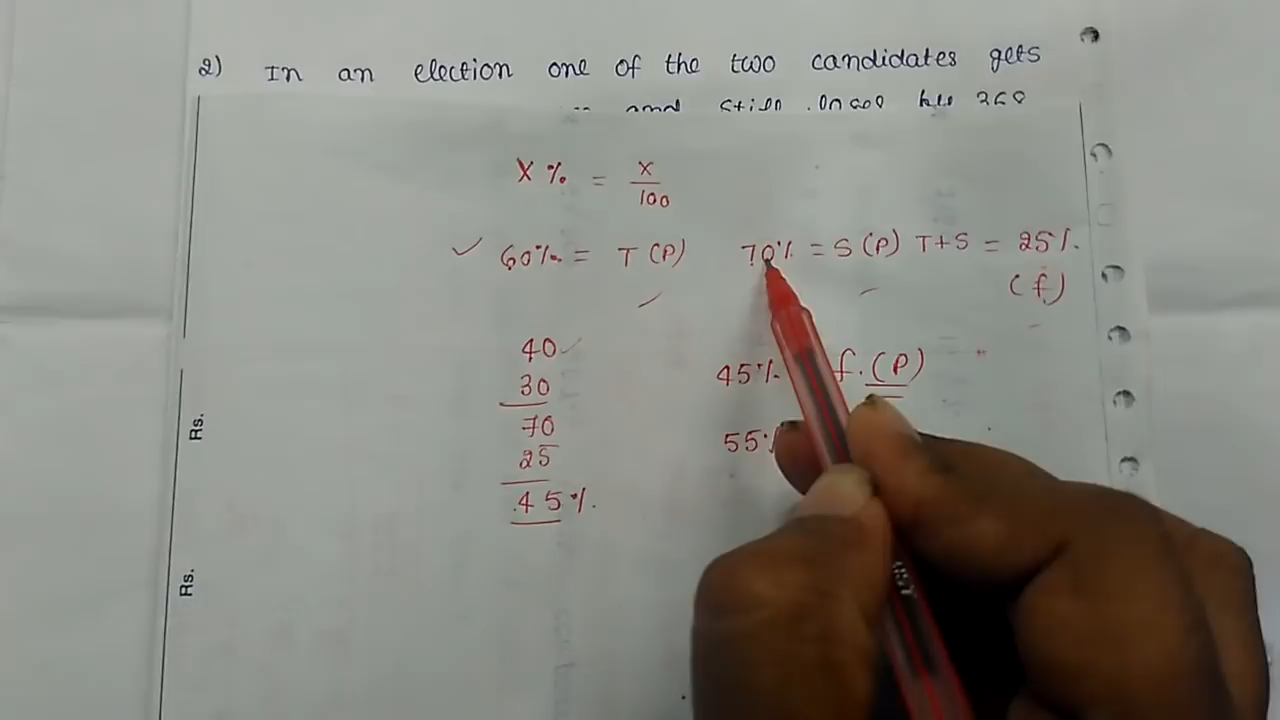 2) In an election one of the two candidates gets
X % = x
100
60% = T (P) 70% = S (P) T+S = 25%.
(f)
40
30
70
25
45%.
45% f. (P)
55%
Rs.
Rs.